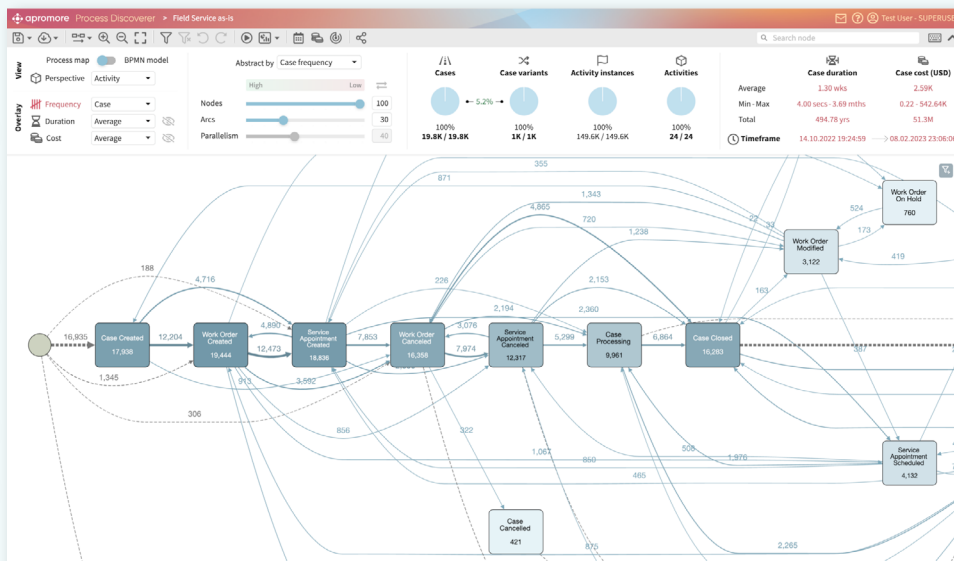 apromore Process Discoverer > Field Service as-is
Test User - SUPERUSE
Search node
View
Process map BPMN model
Perspective Activity
Overlay
Frequency Case
Duration Average
Cost Average
Abstract by Case frequency
High Low
Nodes 100
Arcs 30
Parallelism 40
Cases
100%
19.8K / 19.8K
5.2%
Case variants
100%
1K / 1K
Activity instances
100%
149.6K / 149.6K
Activities
100%
24 / 24
Case duration Case cost (USD)
Average 1.30 wks 2.59K
Min - Max 4.00 secs - 3.69 mths 0.22 - 542.64K
Total 494.78 yrs 51.3M
Timeframe 14.10.2022 19:24:59 08.02.2023 23:06:0
355
871
1,343
4,865
720
1,238
22
33
524
173
419
163
Work Order
On Hold
760
Work Order
Modified
3,122
188
4,716
226
2,153
2,194
2,360
16,935
Case Created
17,938
12,204
Work Order
Created
19,444
4,890
12,473
Service
Appointment
Created
18,836
7,853
Work Order
Canceled
16,358
3,076
7,974
Service
Appointment
Canceled
12,317
5,299
Case
Processing
9,961
6,864
Case Closed
16,283
387
1,345
913
3,592
306
856
322
1,067
850
506
1,976
465
Service
Appointment
Scheduled
4,132
Case
Cancelled
421
875
2,265